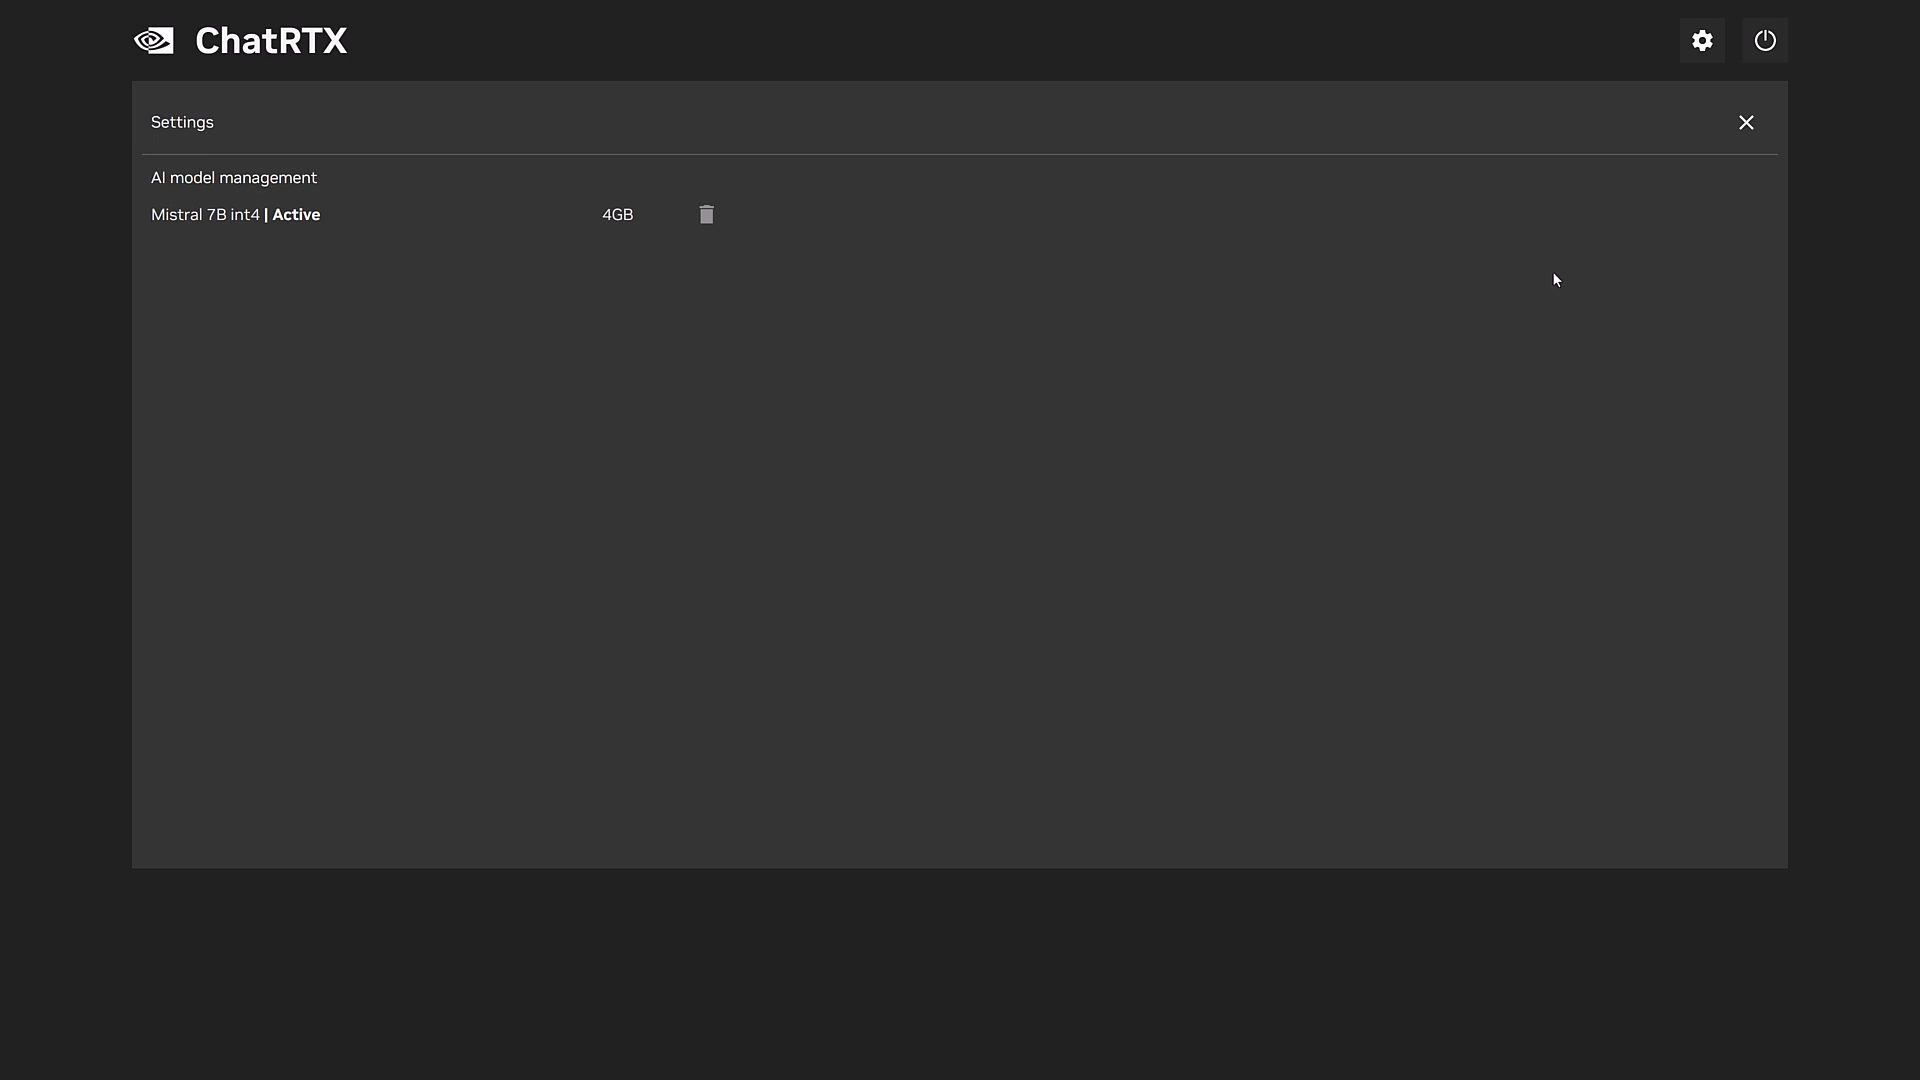 ChatRTX
Settings
AI model management
Mistral 7B int4 | Active 4GB